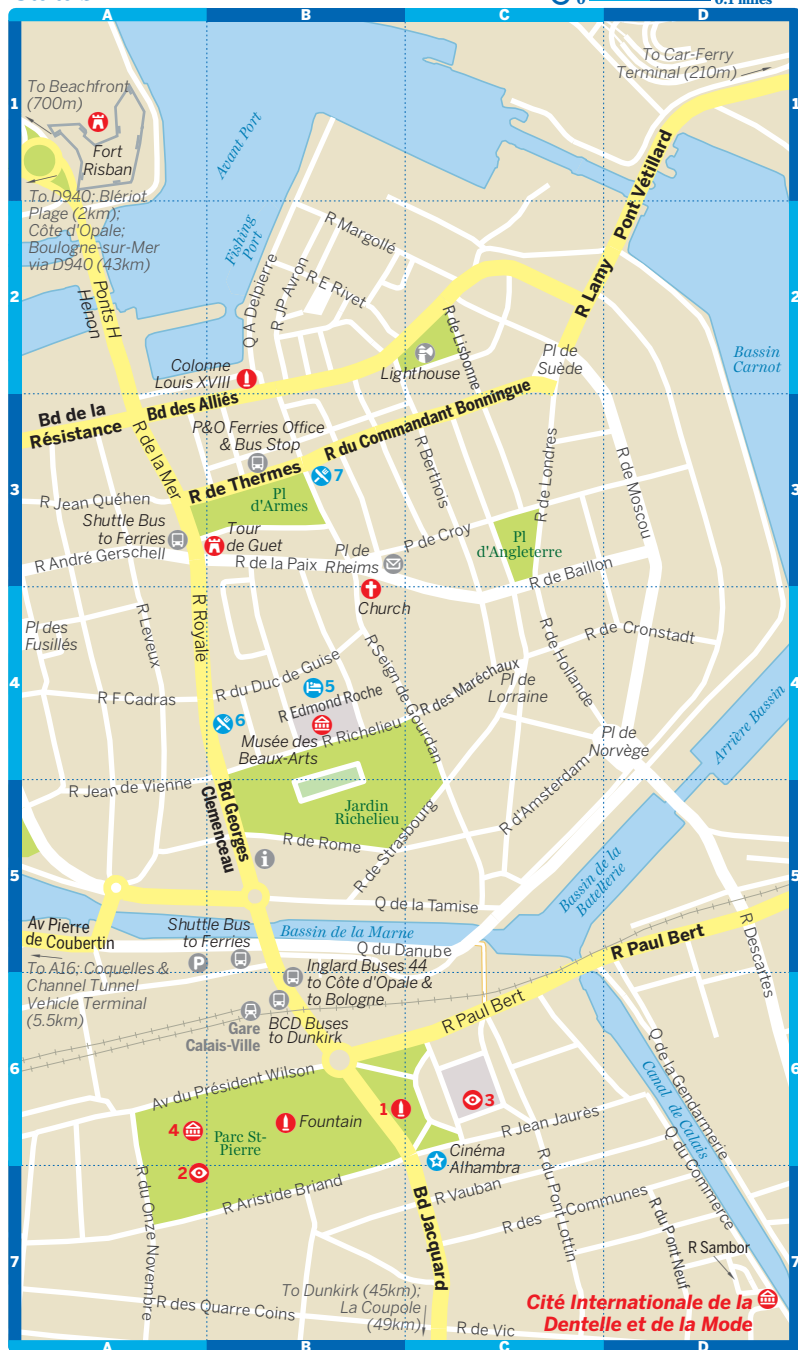 0
0.1 miles
A
B
C
D
1
To Beachfront
(700m)
Fort
Risban
Avant Port
To Car-Ferry
Terminal (210m)
1
Pont Vétillard
To D940; Blériot
Plage (2km);
Côte d'Opale;
Boulogne-sur-Mer
via D940 (43km)
Fishing
Port
R Margollé
R E Rivet
R JP Avron
Q A Delpierre
2
Ponts H
Henon
R de Lisbonne
R Lamy
2
Colonne
Louis XVIII
Lighthouse
Pl de
Suède
Bassin
Carnot
Bd de la
Résistance
Bd des Alliés
R de la Mer
P&O Ferries Office
& Bus Stop
R du Commandant Bonningue
R de Thermes
7
R Berthois
R de Londres
R de Moscou
3
R Jean Quéhen
Pl
d'Armes
3
Shuttle Bus
to Ferries
Tour
de Guet
P de Croy
Pl
d'Angleterre
R André Gerschell
R de la Paix
Pl de
Rheims
R de Baillon
Church
Pl des
Fusillés
R Leveux
R Royale
R Seign de Gourdan
R de Hollande
R de Cronstadt
4
R du Duc de Guise
5
R des Maréchaux
Pl de
Lorraine
4
R F Cadras
R Edmond Roche
6
Musée des
Beaux-Arts
R Richelieu
Pl de
Norvège
Arrière Bassin
R Jean de Vienne
Bd Georges
Clemenceau
Jardin
Richelieu
R d'Amsterdam
R de Rome
R de Strasbourg
5
i
5
Q de la Tamise
Bassin de la
Batellerie
Av Pierre
de Coubertin
Shuttle Bus
to Ferries
Bassin de la Marne
Q du Danube
R Paul Bert
R Descartes
P
To A16; Coquelles &
Channel Tunnel
Vehicle Terminal
(5.5km)
Inglard Buses 44
to Côte d'Opale &
to Bologne
Gare
Calais-Ville
BCD Buses
to Dunkirk
R Paul Bert
Q de la Gendarmerie
6
Av du Président Wilson
Canal de Calais
6
1
3
4
Parc St-
Pierre
Fountain
R Jean Jaurès
Q du Commerce
2
Cinéma
Alhambra
R du Onze Novembre
R Aristide Briand
Bd Jacquard
R Vauban
R du Pont Lottin
R des Communes
R du Pont Neuf
7
R Sambor
7
To Dunkirk (45km);
La Coupole
(49km)
R des Quarre Coins
Cité Internationale de la
Dentelle et de la Mode
R de Vic
A
B
C
D